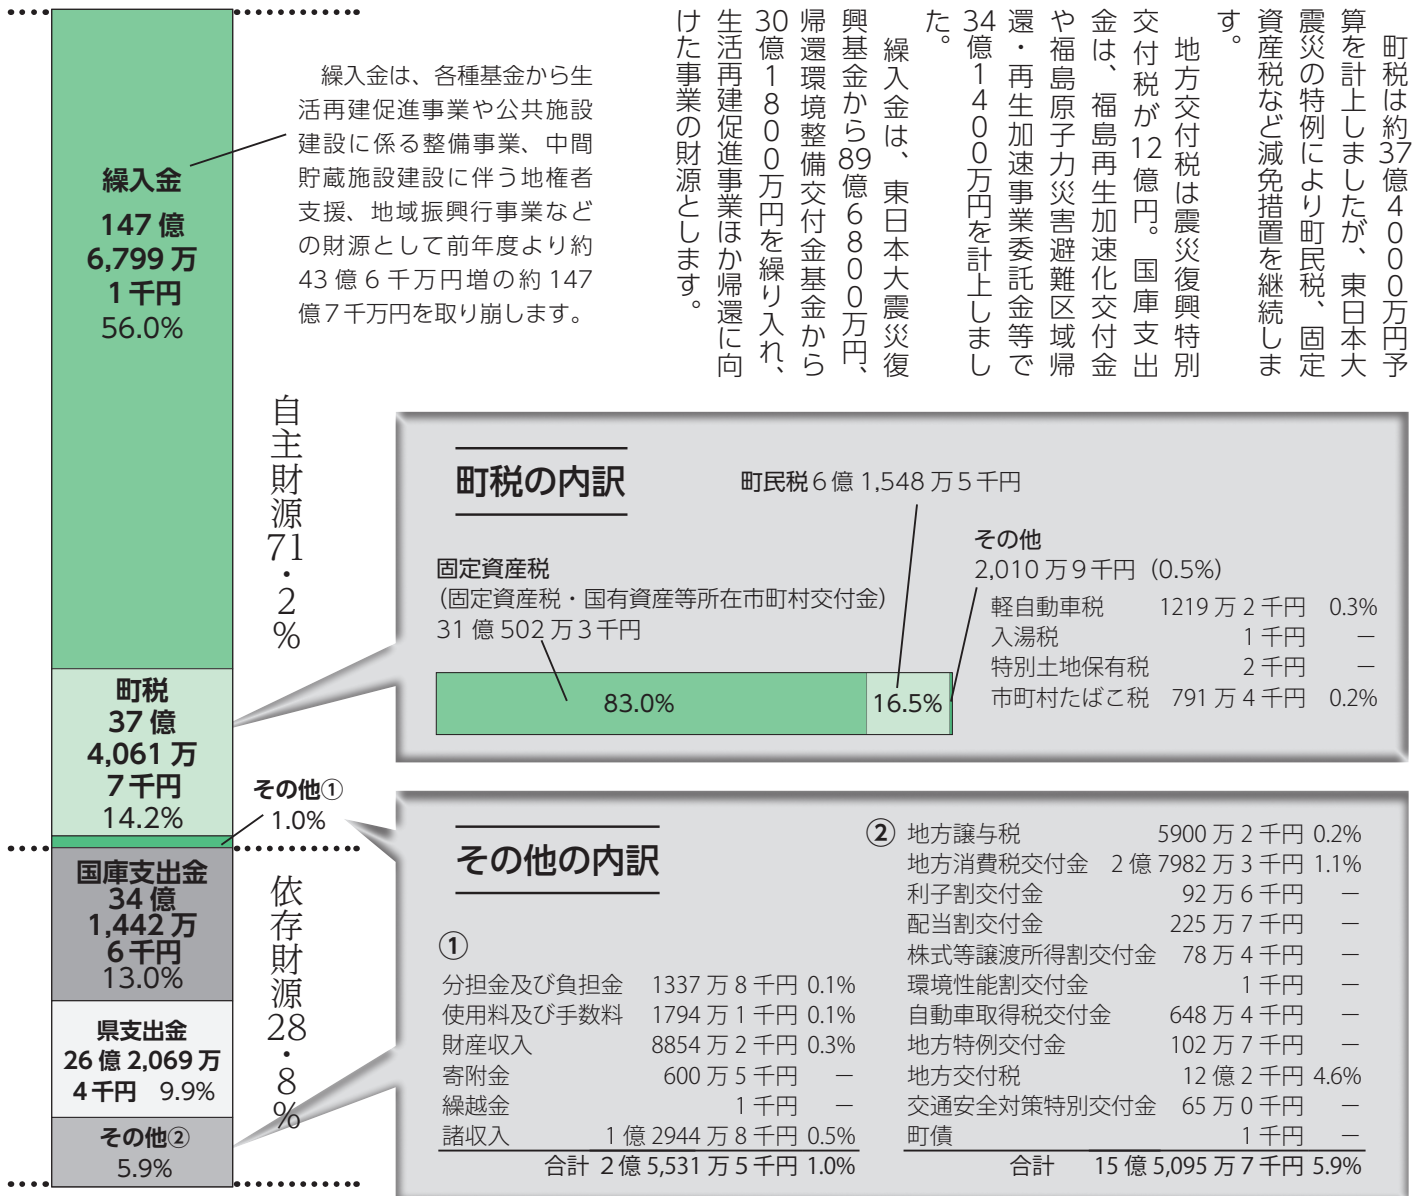 町税は約37億4000万円予
算を計上しましたが、東日本大
震災の特例により町民税、固定
資産税など減免措置を継続しま
す。
地方交付税は震災復興特別
交付税が12億円。国庫支出
金は、福島再生加速化交付金
や福島原子力災害避難区域帰
還・再生加速事業委託金等で
34億1400万円を計上しまし
た。
繰入金は、東日本大震災復
興基金から89億6800万円、
帰還環境整備交付金基金から
30億1800万円を繰り入れ、
生活再建促進事業ほか帰還に向
けた事業の財源とします。
繰入金は、各種基金から生
活再建促進事業や公共施設
建設に係る整備事業、中間
貯蔵施設建設に伴う地権者
支援、地域振興行事業など
の財源として前年度より約
43億6千万円増の約147
億7千万円を取り崩します。
繰入金
147億
6,799万
1千円
56.0%
自主財源71・2%
町税
37億
4,061万
7千円
14.2%
その他①
1.0%
国庫支出金
34億
1,442万
6千円
13.0%
依存財源28・8%
県支出金
26億2,069万
4千円 9.9%
その他②
5.9%
町税の内訳
町民税6億1,548万5千円
固定資産税
(固定資産税・国有資産等所在市町村交付金)
31億502万3千円
その他
2,010万9千円 (0.5%)
軽自動車税 1219万2千円 0.3%
入湯税 1千円 −
特別土地保有税 2千円 −
市町村たばこ税 791万4千円 0.2%
83.0% 16.5%
その他の内訳
①
分担金及び負担金 1337万8千円 0.1%
使用料及び手数料 1794万1千円 0.1%
財産収入 8854万2千円 0.3%
寄附金 600万5千円 −
繰越金 1千円 −
諸収入 1億2944万8千円 0.5%
合計 2億5,531万5千円 1.0%
② 地方譲与税 5900万2千円 0.2%
地方消費税交付金 2億7982万3千円 1.1%
利子割交付金 92万6千円 −
配当割交付金 225万7千円 −
株式等譲渡所得割交付金 78万4千円 −
環境性能割交付金 1千円 −
自動車取得税交付金 648万4千円 −
地方特例交付金 102万7千円 −
地方交付税 12億2千円 4.6%
交通安全対策特別交付金 65万0千円 −
町債 1千円 −
合計 15億5,095万7千円 5.9%